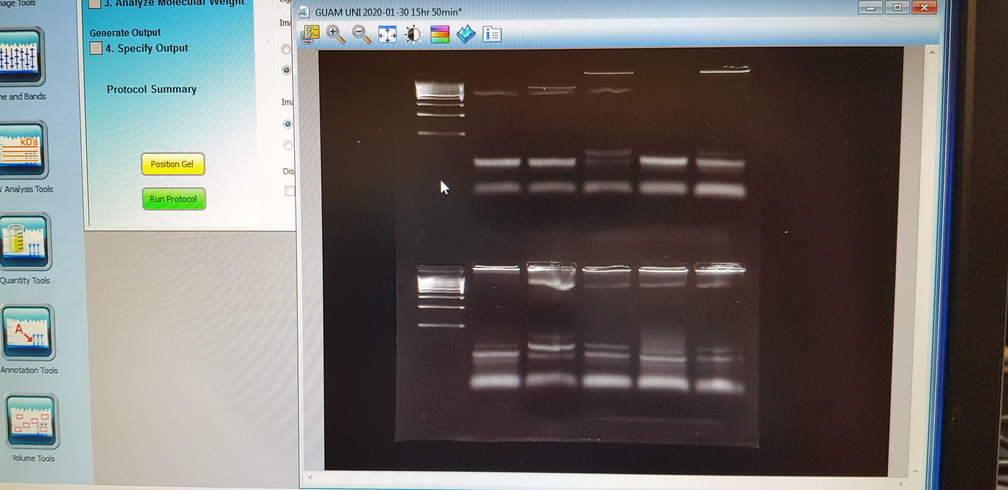 nage Tools
ne and Bands
kDa
/ Analysis Tools
Quantity Tools
A
Annotation Tools
Volume Tools
3. Analyze Molecular Weight
Generate Output
4. Specify Output
Protocol Summary
Position Gel
Run Protocol
Ima
Ima
Dis
GUAM UNI 2020-01-30 15hr 50min*